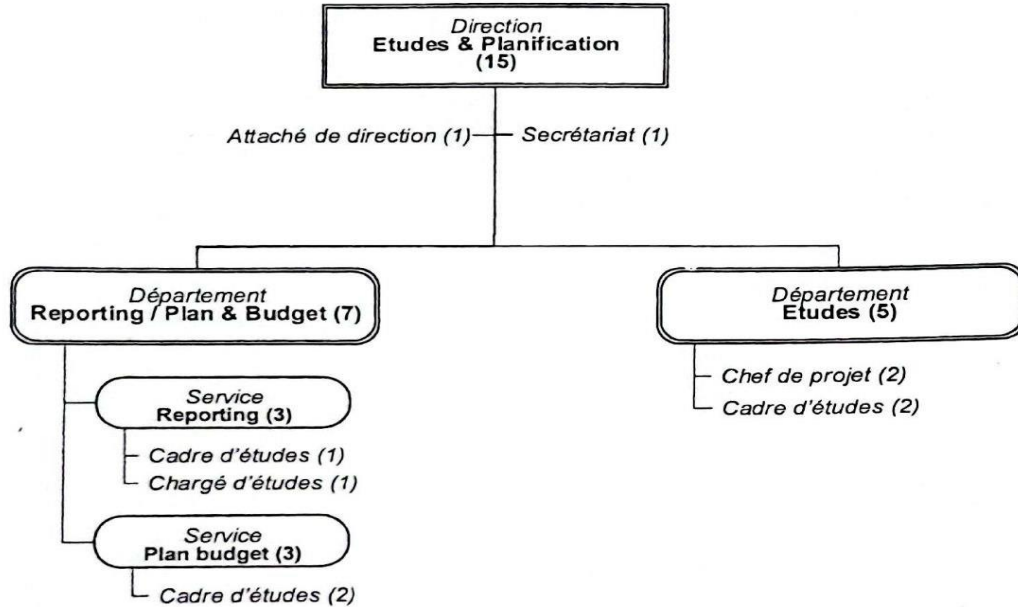 Direction
Etudes & Planification
(15)
Attaché de direction (1)
Secrétariat (1)
Département
Reporting / Plan & Budget (7)
Département
Etudes (5)
Service
Reporting (3)
Cadre d'études (1)
Chargé d'études (1)
Service
Plan budget (3)
Cadre d'études (2)
Chef de projet (2)
Cadre d'études (2)